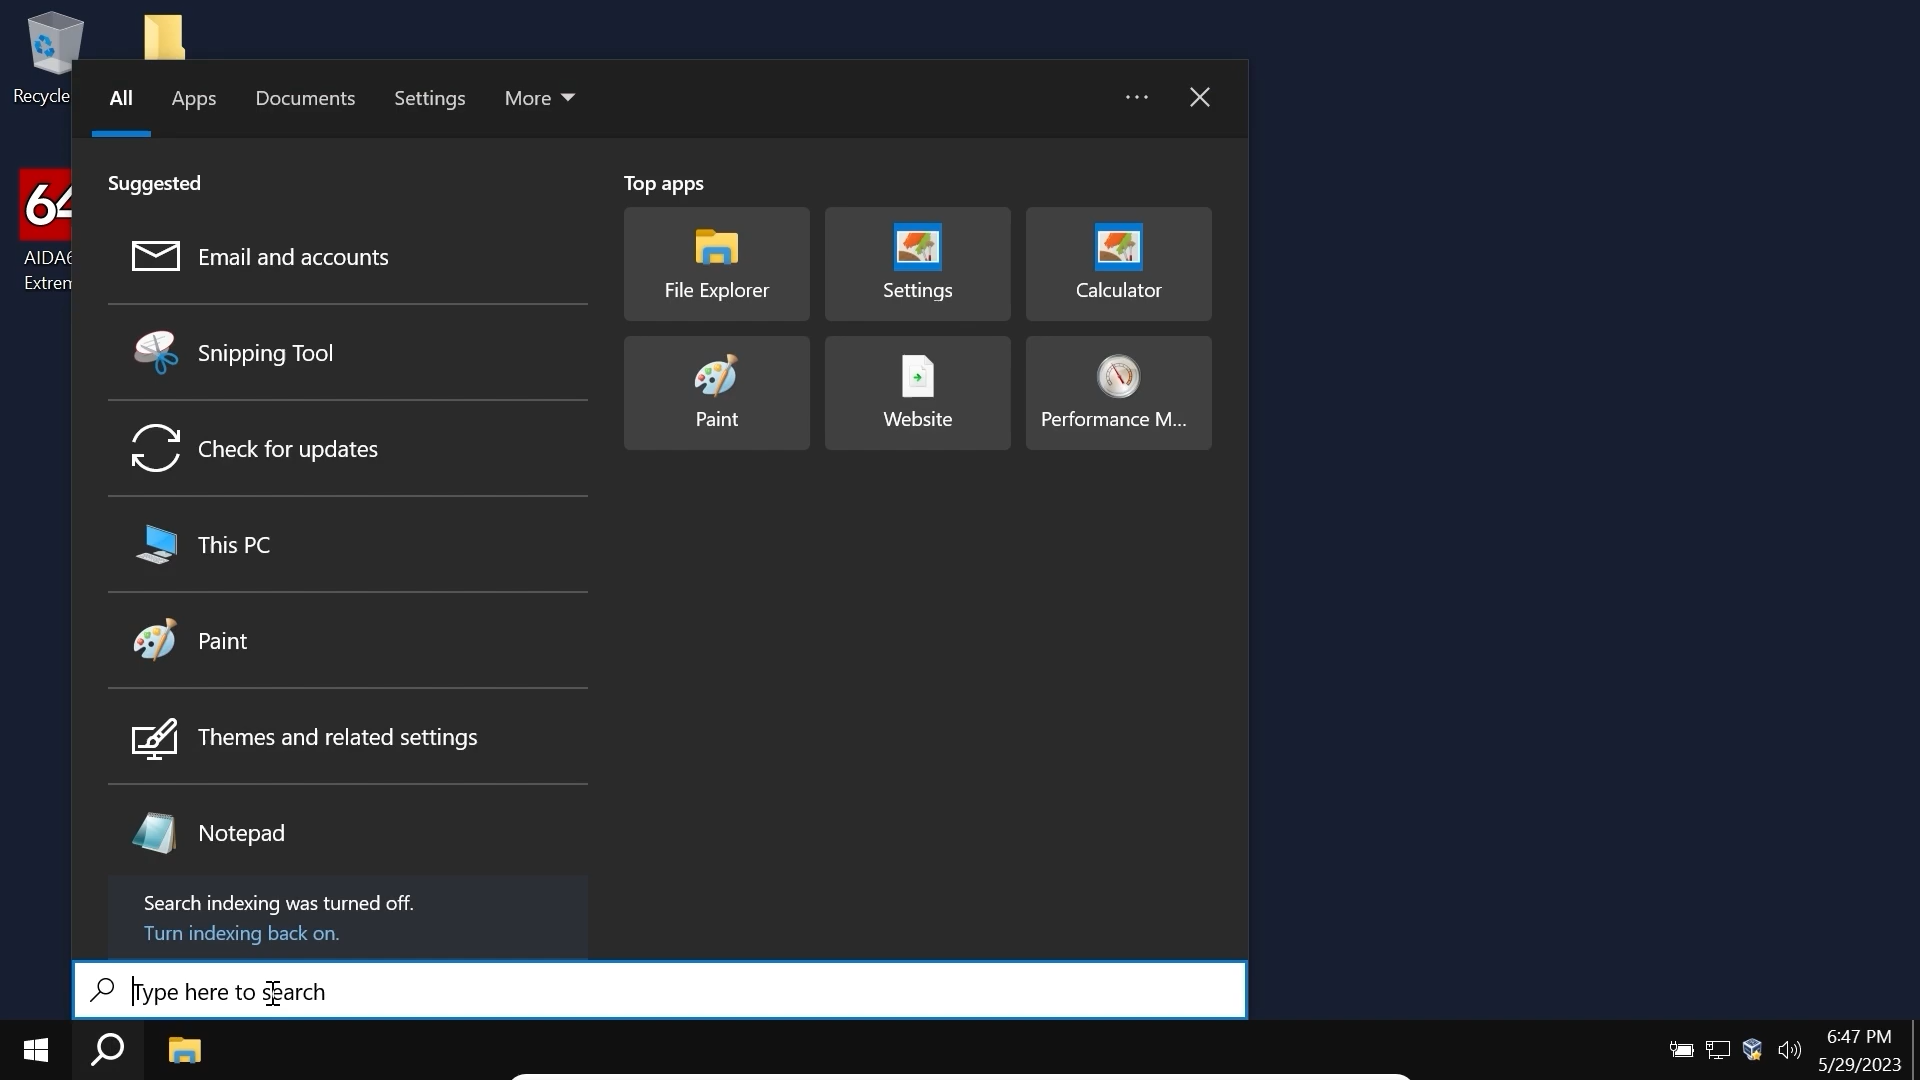 Recycle
64
AIDA6
Extrem
All
Apps
Documents
Settings
More
Suggested
Email and accounts
Snipping Tool
Check for updates
This PC
Paint
Themes and related settings
Notepad
Search indexing was turned off.
Turn indexing back on.
Top apps
File Explorer
Settings
Calculator
Paint
Website
Performance M...
Type here to search
6:47 PM
5/29/2023